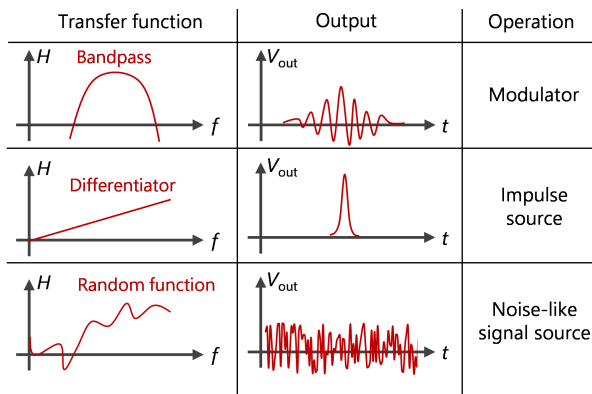 Transfer function Output Operation
H Bandpass f
Vout t
Modulator
H Differentiator f
Vout t
Impulse
source
H Random function f
Vout t
Noise-like
signal source